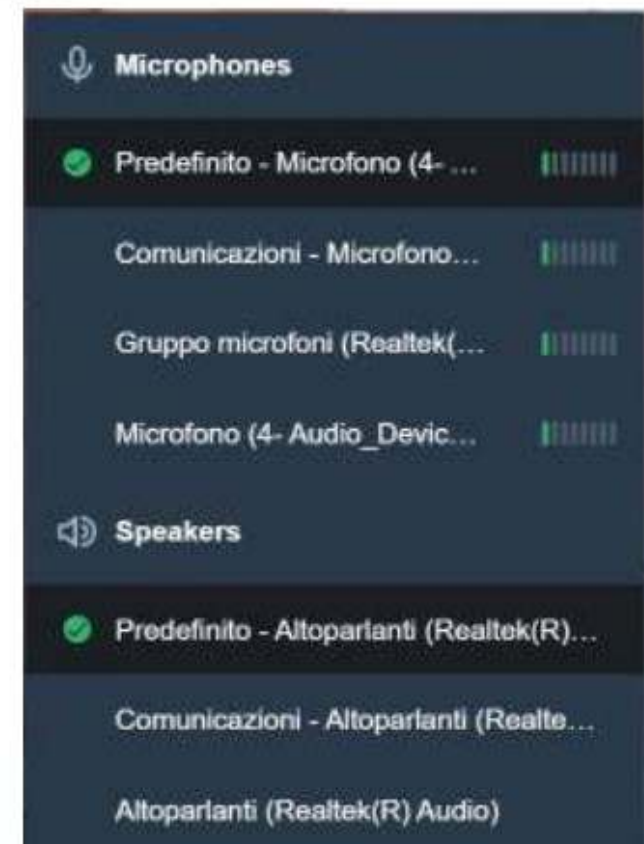 Microphones
Predefinito - Microfono (4- ...
Comunicazioni - Microfono...
Gruppo microfoni (Realtek(...
Microfono (4- Audio_Devic...
Speakers
Predefinito - Altoparlanti (Realtek(R)...
Comunicazioni - Altoparlanti (Realte...
Altoparlanti (Realtek(R) Audio)